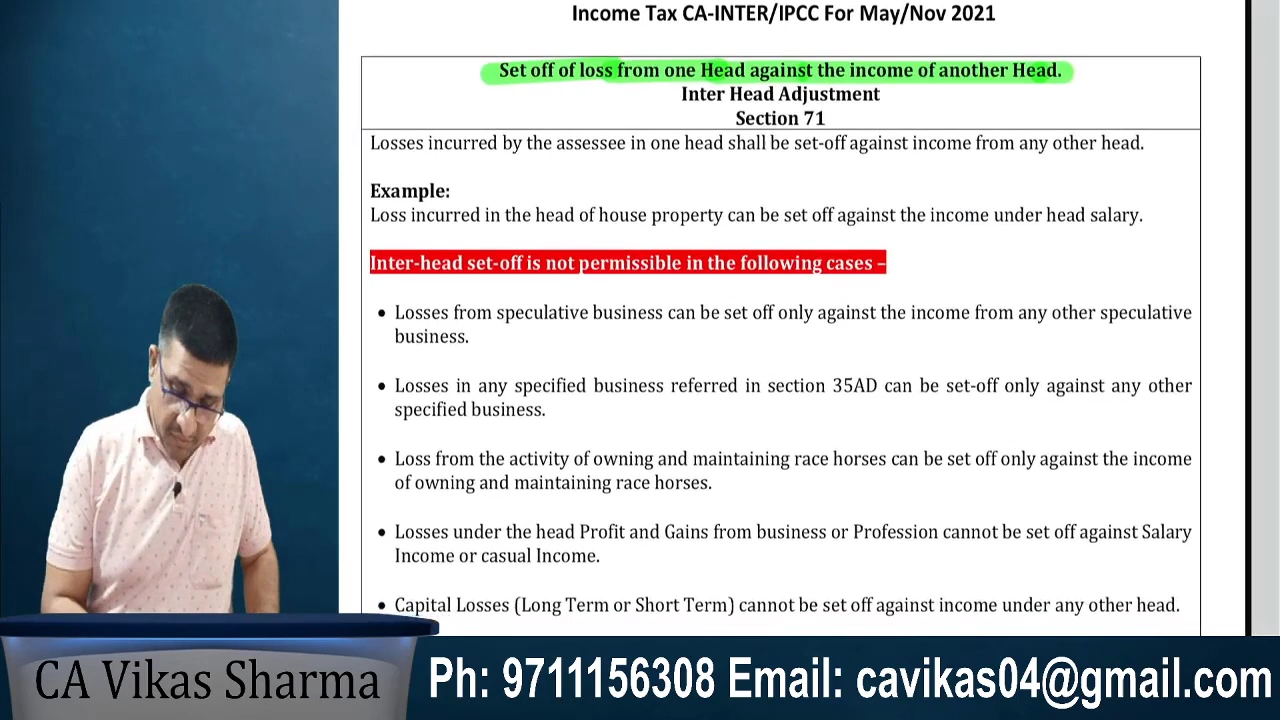 Income Tax CA-INTER/IPCC For May/Nov 2021
Set off of loss from one Head against the income of another Head.
Inter Head Adjustment
Section 71
Losses incurred by the assessee in one head shall be set-off against income from any other head.
Example:
Loss incurred in the head of house property can be set off against the income under head salary.
Inter-head set-off is not permissible in the following cases –
• Losses from speculative business can be set off only against the income from any other speculative
business.
• Losses in any specified business referred in section 35AD can be set-off only against any other
specified business.
• Loss from the activity of owning and maintaining race horses can be set off only against the income
of owning and maintaining race horses.
• Losses under the head Profit and Gains from business or Profession cannot be set off against Salary
Income or casual Income.
• Capital Losses (Long Term or Short Term) cannot be set off against income under any other head.
CA Vikas Sharma
Ph: 9711156308 Email: cavikas04@gmail.com